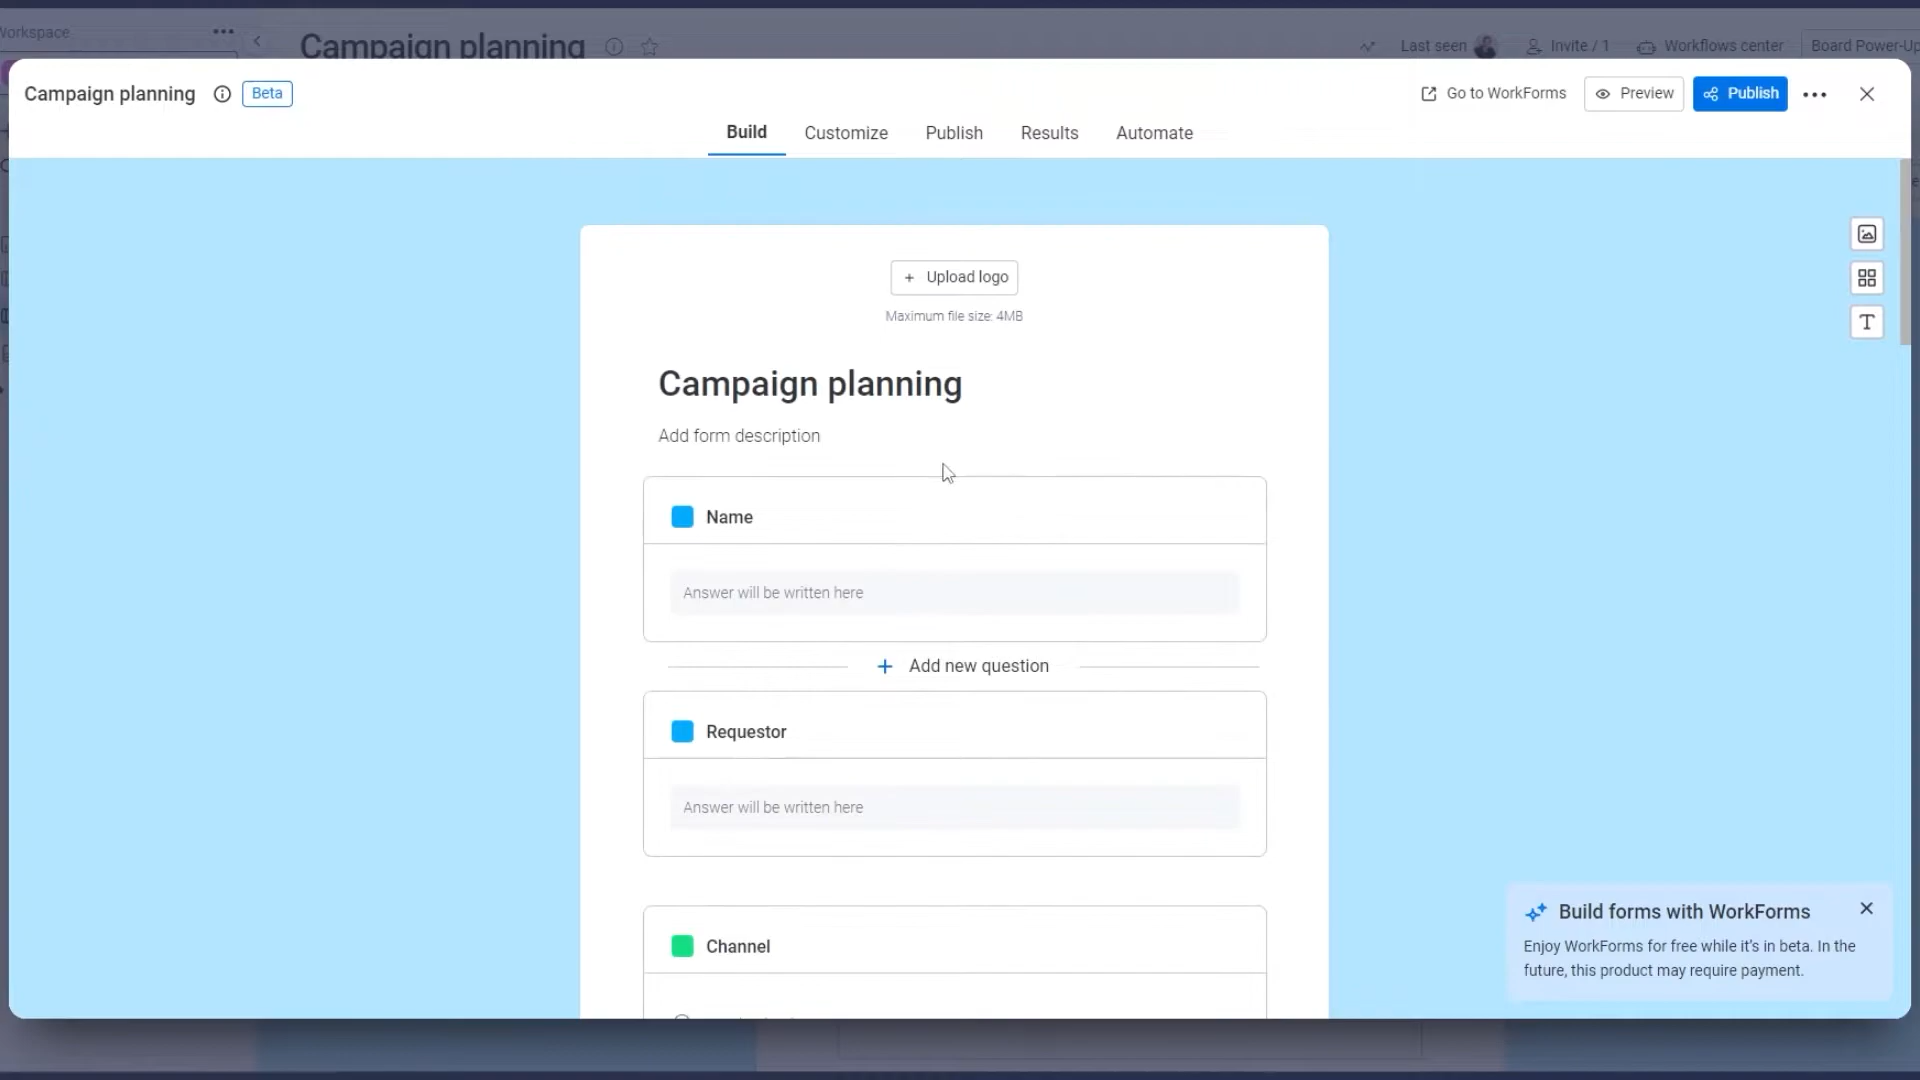 Workspace
Campaign planning
Last seen
Invite / 1
Workflows center
Board Power-Up
Campaign planning
Beta
Go to WorkForms
Preview
Publish
Build
Customize
Publish
Results
Automate
Upload logo
Maximum file size: 4MB
Campaign planning
Add form description
Name
Answer will be written here
+ Add new question
Requestor
Answer will be written here
Channel
Build forms with WorkForms
Enjoy WorkForms for free while it's in beta. In the
future, this product may require payment.